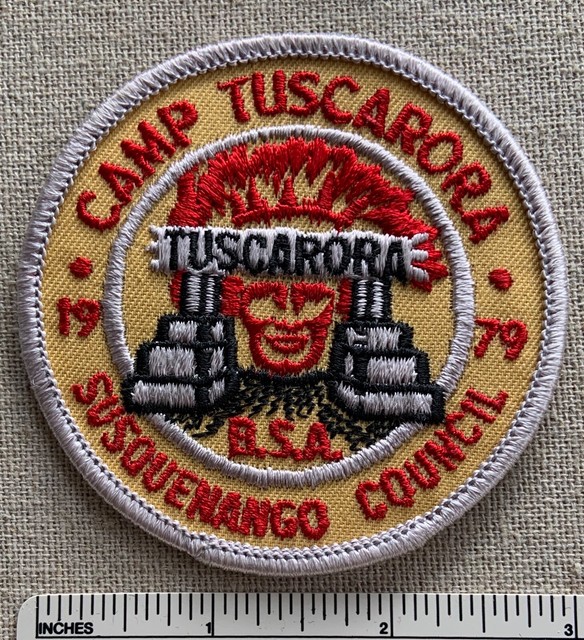 CAMP TUSCARORA
TUSCARORA
19 79
B.S.A.
SUSQUENANGO COUNCIL
INCHES 1 2 3